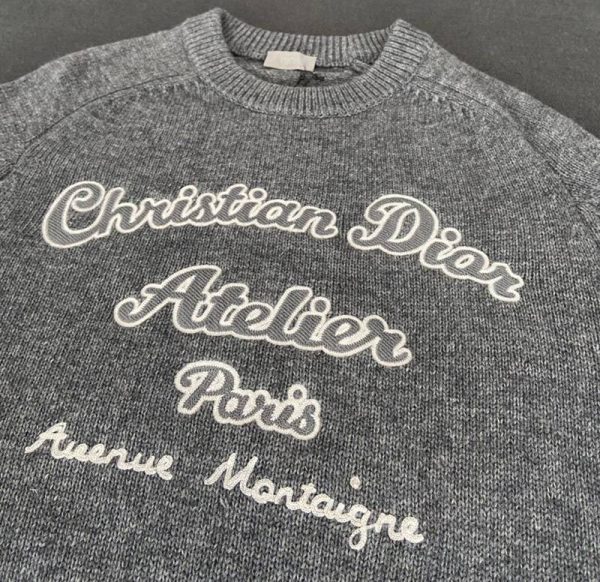 Christian Dior
Atelier
Paris
Avenue Montaigne